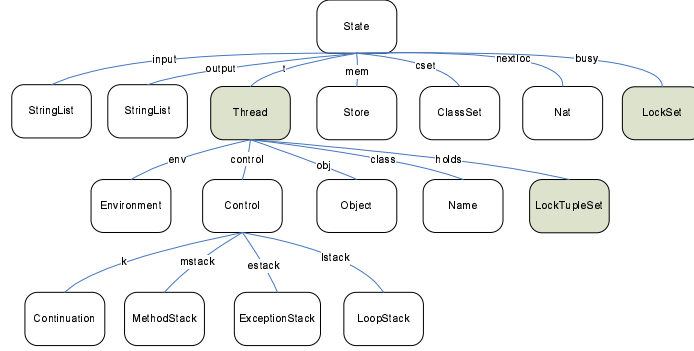 State
input
output
t
mem
cset
nextloc
busy
StringList
StringList
Thread
Store
ClassSet
Nat
LockSet
env
control
obj
class
holds
Environment
Control
Object
Name
LockTupleSet
k
mstack
estack
lstack
Continuation
MethodStack
ExceptionStack
LoopStack